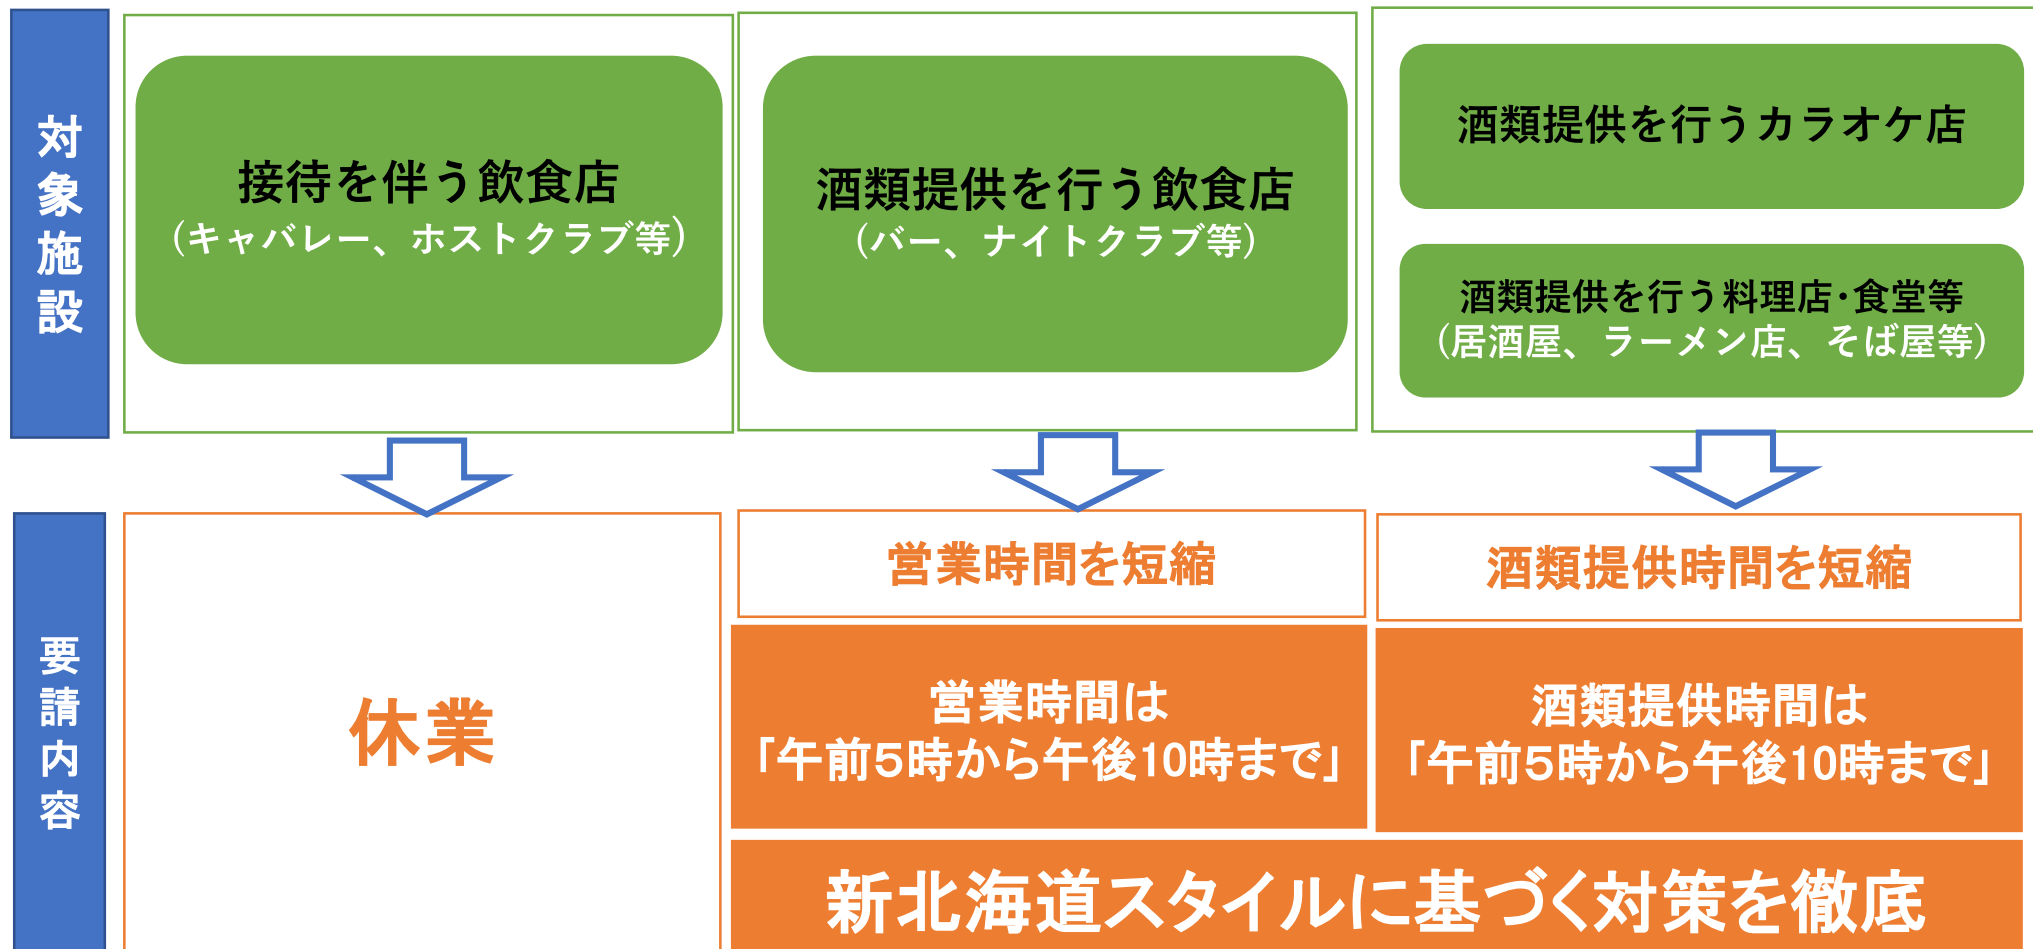 対象施設
接待を伴う飲食店
（キャバレー、ホストクラブ等）
酒類提供を行う飲食店
（バー、ナイトクラブ等）
酒類提供を行うカラオケ店
酒類提供を行う料理店・食堂等
（居酒屋、ラーメン店、そば屋等）
要請内容
休業
営業時間を短縮
営業時間は
「午前５時から午後10時まで」
酒類提供時間を短縮
酒類提供時間は
「午前５時から午後10時まで」
新北海道スタイルに基づく対策を徹底